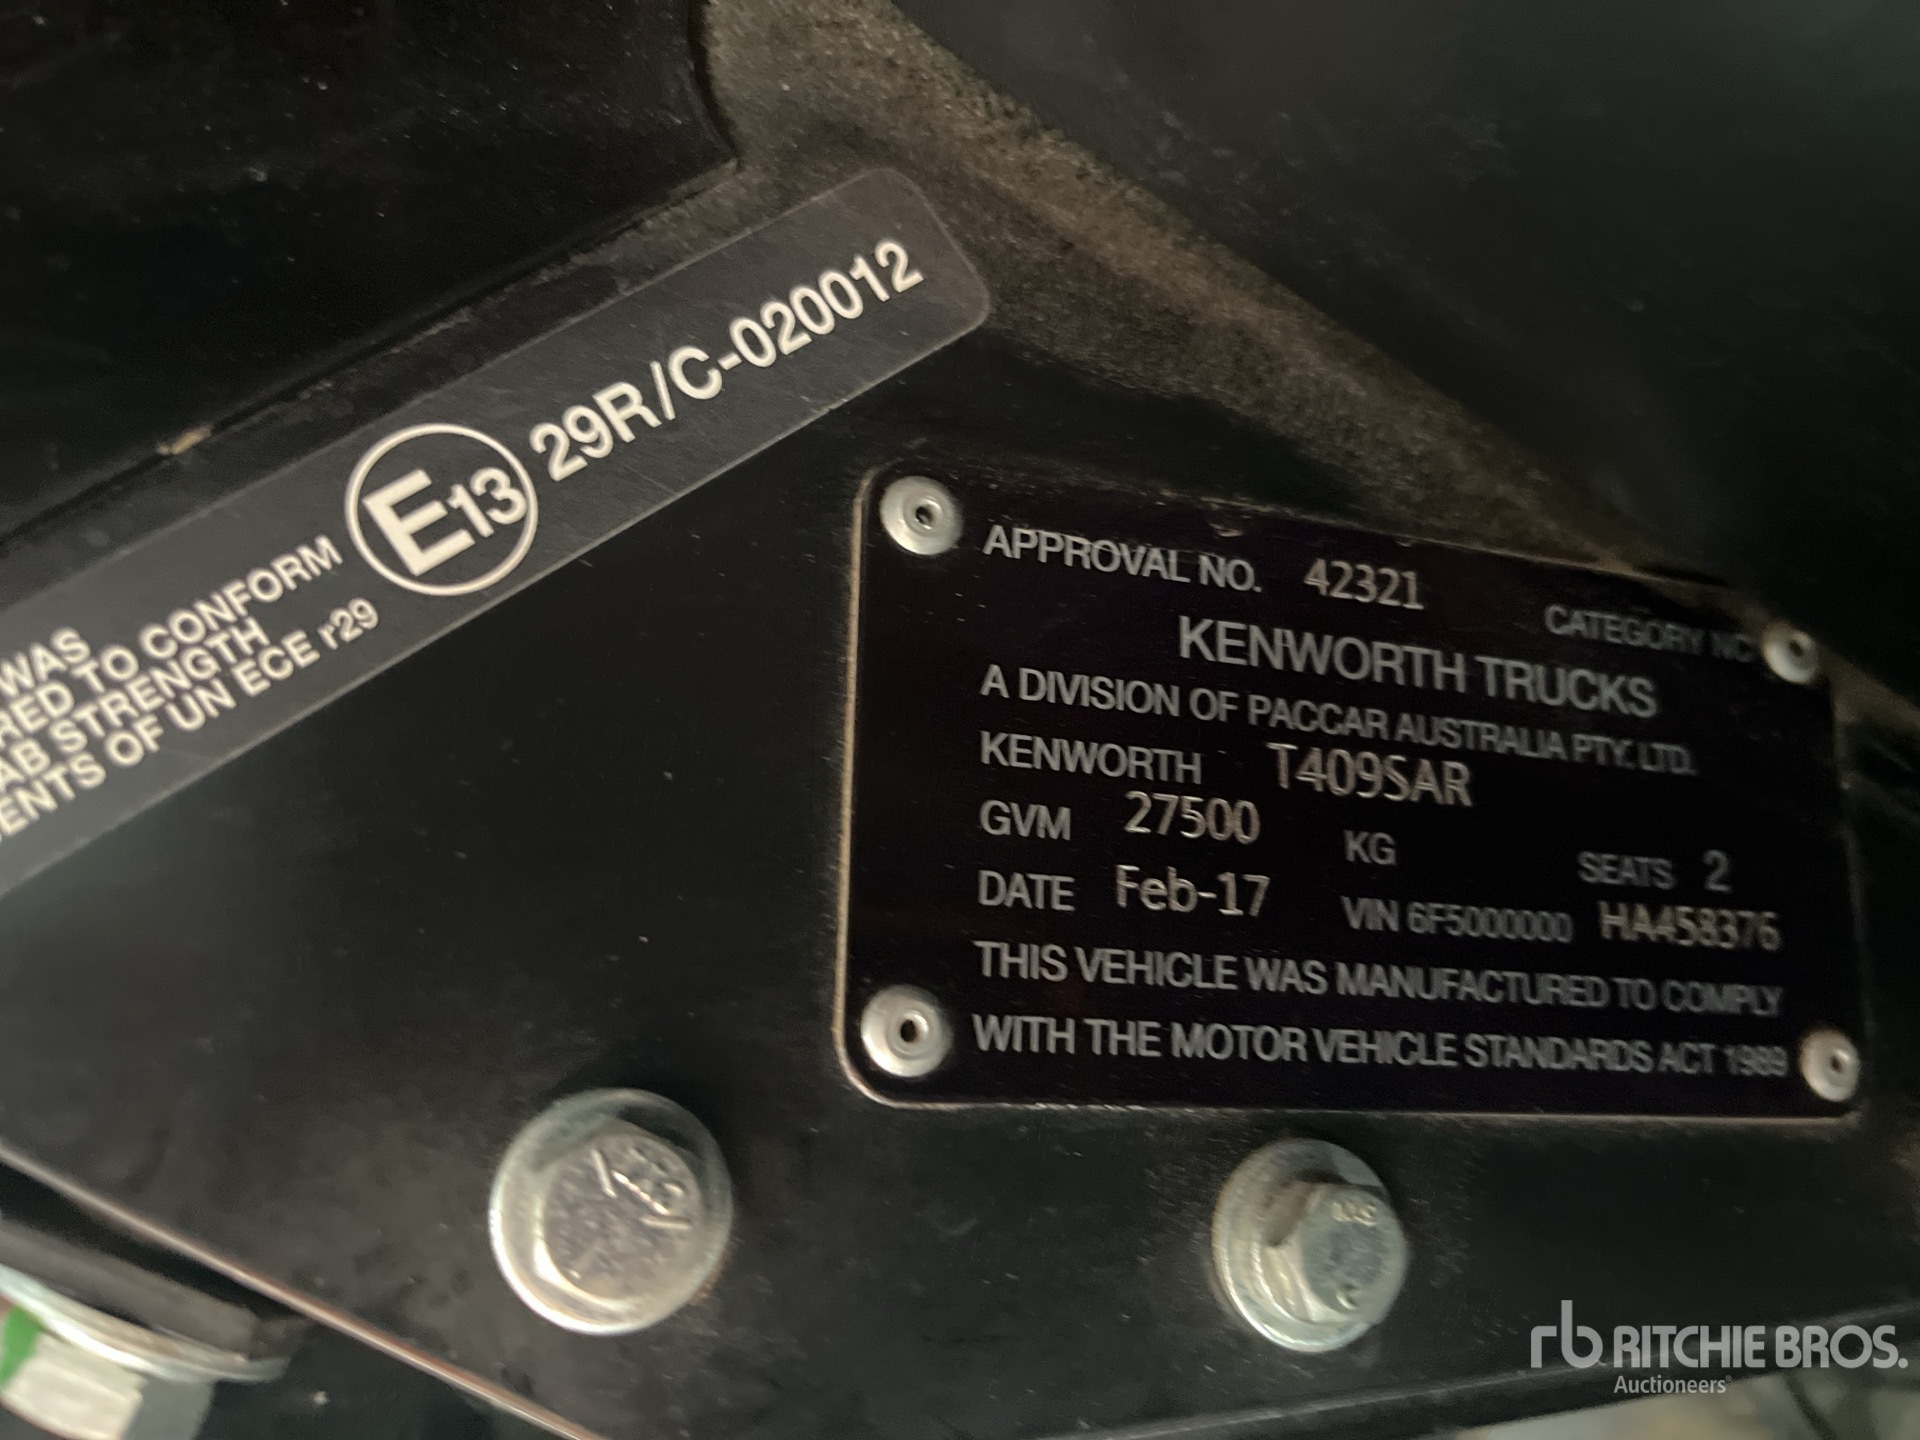 WAS
RED TO CONFORM
AB STRENGTH
ENTS OF UN ECE r29
E13 29R/C-020012
APPROVAL NO. 42321
CATEGORY NC
KENWORTH TRUCKS
A DIVISION OF PACCAR AUSTRALIA PTY. LTD.
KENWORTH T409SAR
GVM 27500 KG SEATS 2
DATE Feb-17 VIN 6F5000000 HA458376
THIS VEHICLE WAS MANUFACTURED TO COMPLY
WITH THE MOTOR VEHICLE STANDARDS ACT 1989
rb RITCHIE BROS.
Auctioneers